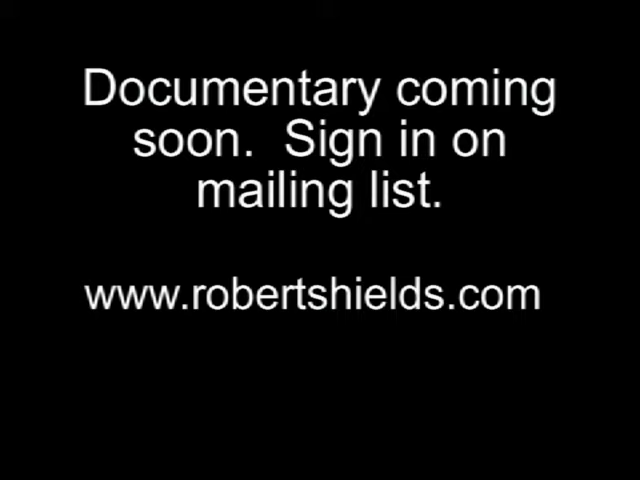 Documentary coming
soon.  Sign in on
mailing list.
www.robertshields.com